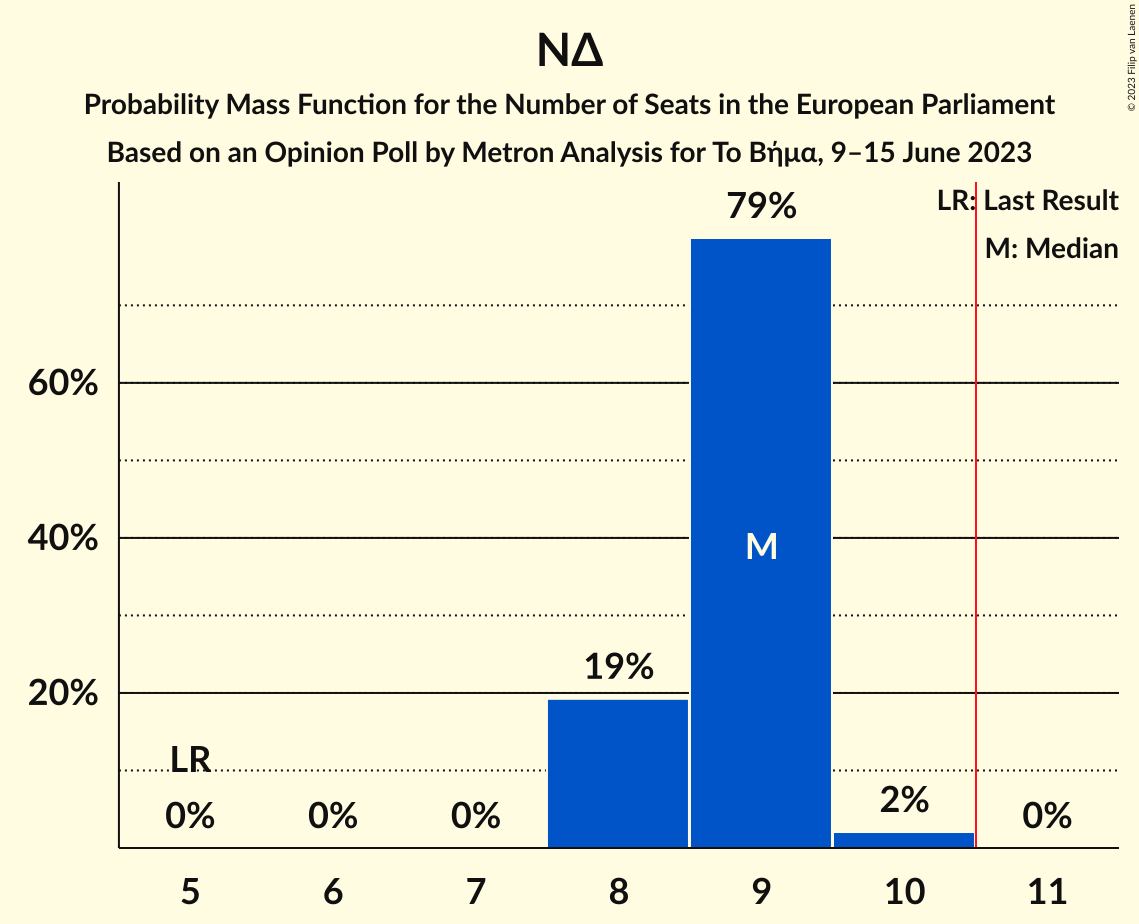 ΝΔ
Probability Mass Function for the Number of Seats in the European Parliament
Based on an Opinion Poll by Metron Analysis for Το Βήμα, 9–15 June 2023
© 2023 Filip van Laenen
LR: Last Result
M: Median
79%
60%
40%
M
19%
20%
LR
2%
0%
0%
0%
0%
5
6
7
8
9
10
11